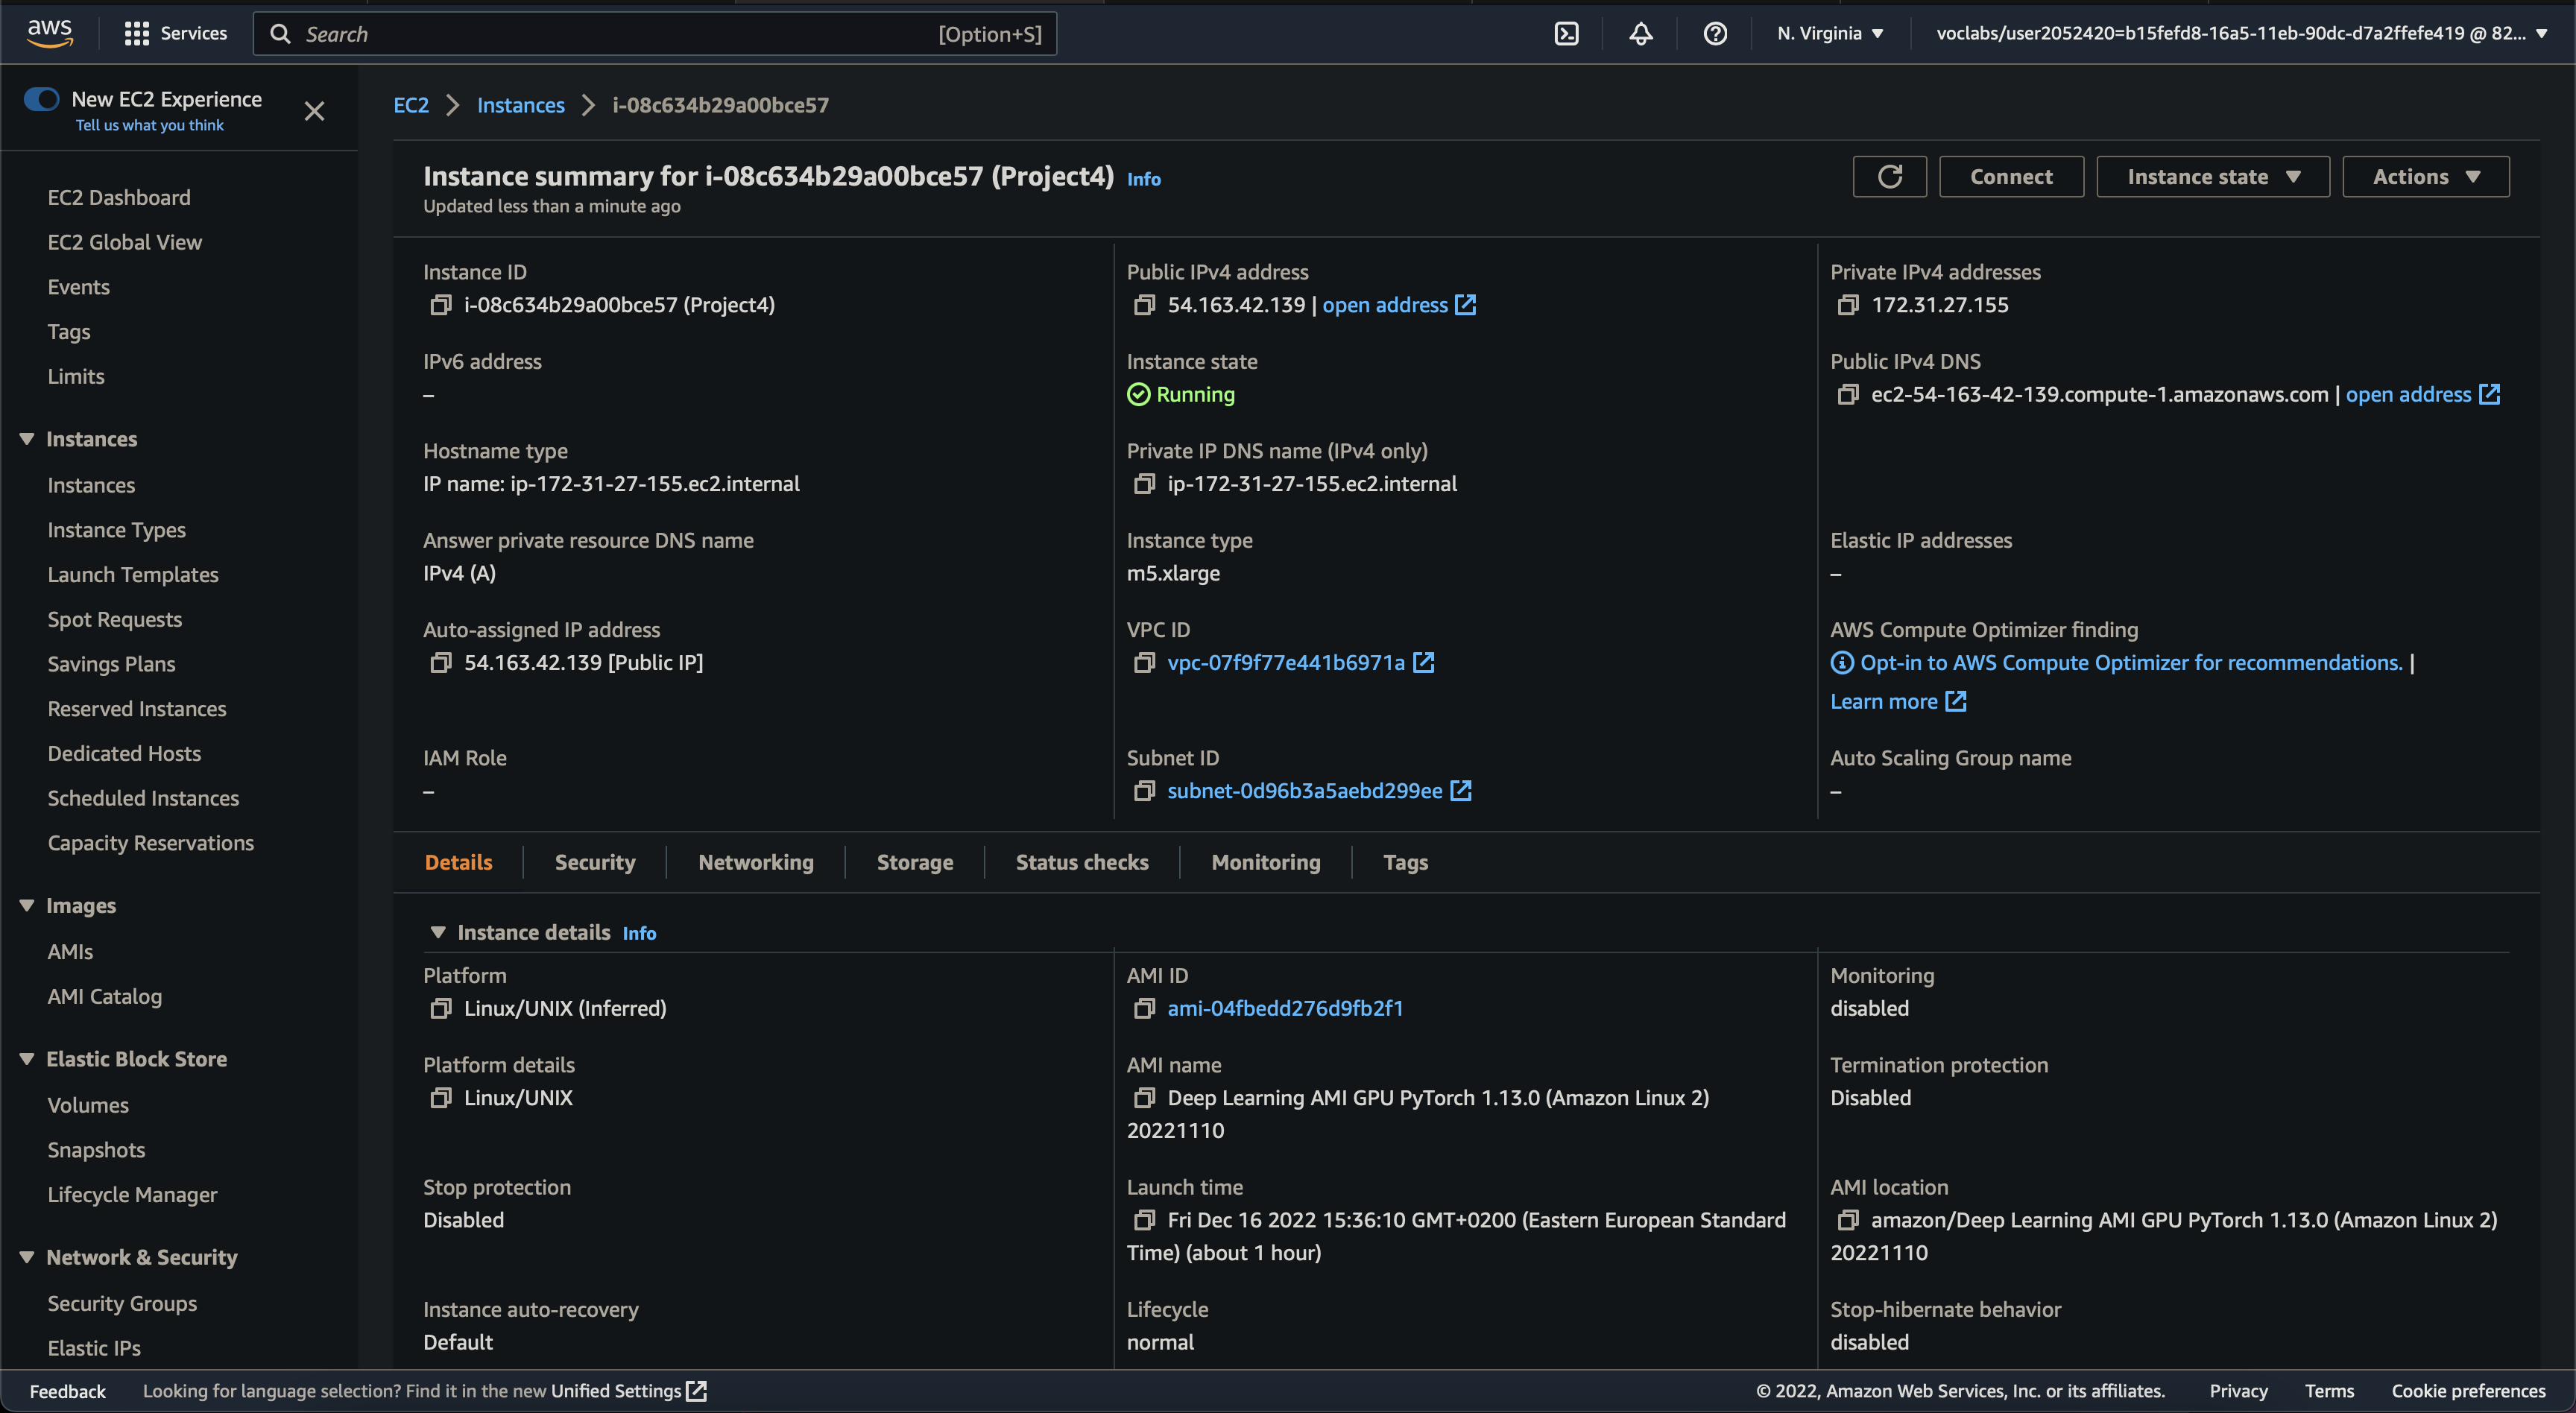 aws
Services
Search
[Option+S]
N. Virginia
voclabs/user2052420=b15fefd8-16a5-11eb-90dc-d7a2ffefe419 @ 82...
New EC2 Experience
Tell us what you think
EC2 Dashboard
EC2 Global View
Events
Tags
Limits
Instances
Instances
Instance Types
Launch Templates
Spot Requests
Savings Plans
Reserved Instances
Dedicated Hosts
Scheduled Instances
Capacity Reservations
Images
AMIs
AMI Catalog
Elastic Block Store
Volumes
Snapshots
Lifecycle Manager
Network & Security
Security Groups
Elastic IPs
EC2 > Instances > i-08c634b29a00bce57
Instance summary for i-08c634b29a00bce57 (Project4) Info
Updated less than a minute ago
Connect
Instance state
Actions
Instance ID
i-08c634b29a00bce57 (Project4)
Public IPv4 address
54.163.42.139 | open address
Private IPv4 addresses
172.31.27.155
IPv6 address
–
Instance state
Running
Public IPv4 DNS
ec2-54-163-42-139.compute-1.amazonaws.com | open address
Hostname type
IP name: ip-172-31-27-155.ec2.internal
Private IP DNS name (IPv4 only)
ip-172-31-27-155.ec2.internal
Answer private resource DNS name
IPv4 (A)
Instance type
m5.xlarge
Elastic IP addresses
–
Auto-assigned IP address
54.163.42.139 [Public IP]
VPC ID
vpc-07f9f77e441b6971a
AWS Compute Optimizer finding
Opt-in to AWS Compute Optimizer for recommendations. |
Learn more
IAM Role
–
Subnet ID
subnet-0d96b3a5aebd299ee
Auto Scaling Group name
–
Details
Security
Networking
Storage
Status checks
Monitoring
Tags
Instance details Info
Platform
Linux/UNIX (Inferred)
AMI ID
ami-04fbedd276d9fb2f1
Monitoring
disabled
Platform details
Linux/UNIX
AMI name
Deep Learning AMI GPU PyTorch 1.13.0 (Amazon Linux 2)
20221110
Termination protection
Disabled
Stop protection
Disabled
Launch time
Fri Dec 16 2022 15:36:10 GMT+0200 (Eastern European Standard
Time) (about 1 hour)
AMI location
amazon/Deep Learning AMI GPU PyTorch 1.13.0 (Amazon Linux 2)
20221110
Instance auto-recovery
Default
Lifecycle
normal
Stop-hibernate behavior
disabled
Feedback
Looking for language selection? Find it in the new Unified Settings
© 2022, Amazon Web Services, Inc. or its affiliates.
Privacy
Terms
Cookie preferences